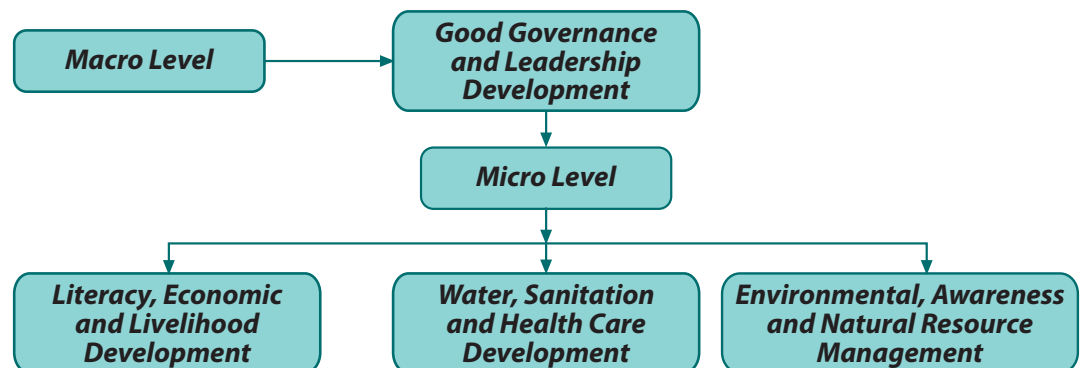 Macro Level
Good Governance
and Leadership
Development
Micro Level
Literacy, Economic
and Livelihood
Development
Water, Sanitation
and Health Care
Development
Environmental, Awareness
and Natural Resource
Management